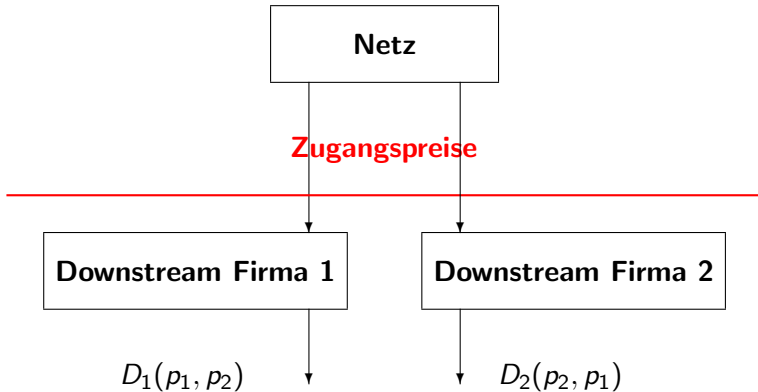 Netz
Zugangspreise
Downstream Firma 1 Downstream Firma 2
D₁(p₁, p₂) D₂(p₂, p₁)